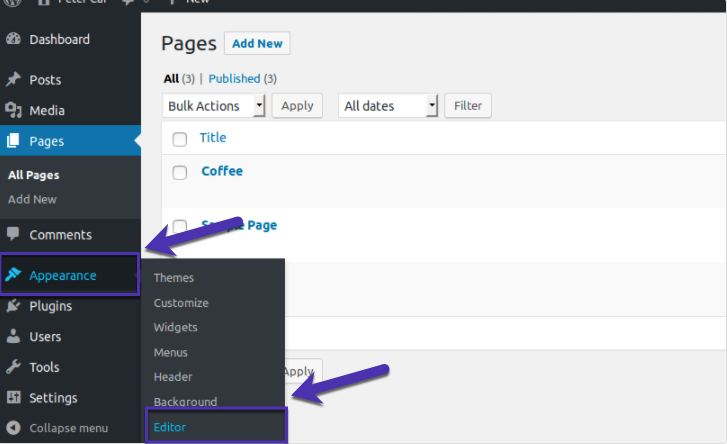 Peter Car 0 New
Dashboard
Posts
Media
Pages
All Pages
Add New
Comments
Appearance
Plugins
Users
Tools
Settings
Collapse menu
Pages Add New
All (3) | Published (3)
Bulk Actions Apply All dates Filter
Title
Coffee
Sample Page
Themes
Customize
Widgets
Menus
Header
Background
Editor
Apply